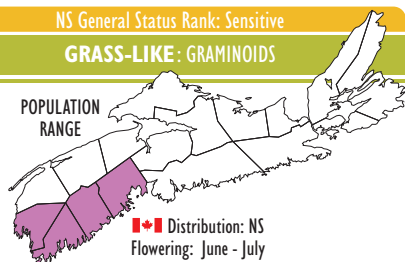 NS General Status Rank: Sensitive
GRASS-LIKE: GRAMINOIDS
POPULATION
RANGE
Distribution: NS
Flowering: June - July